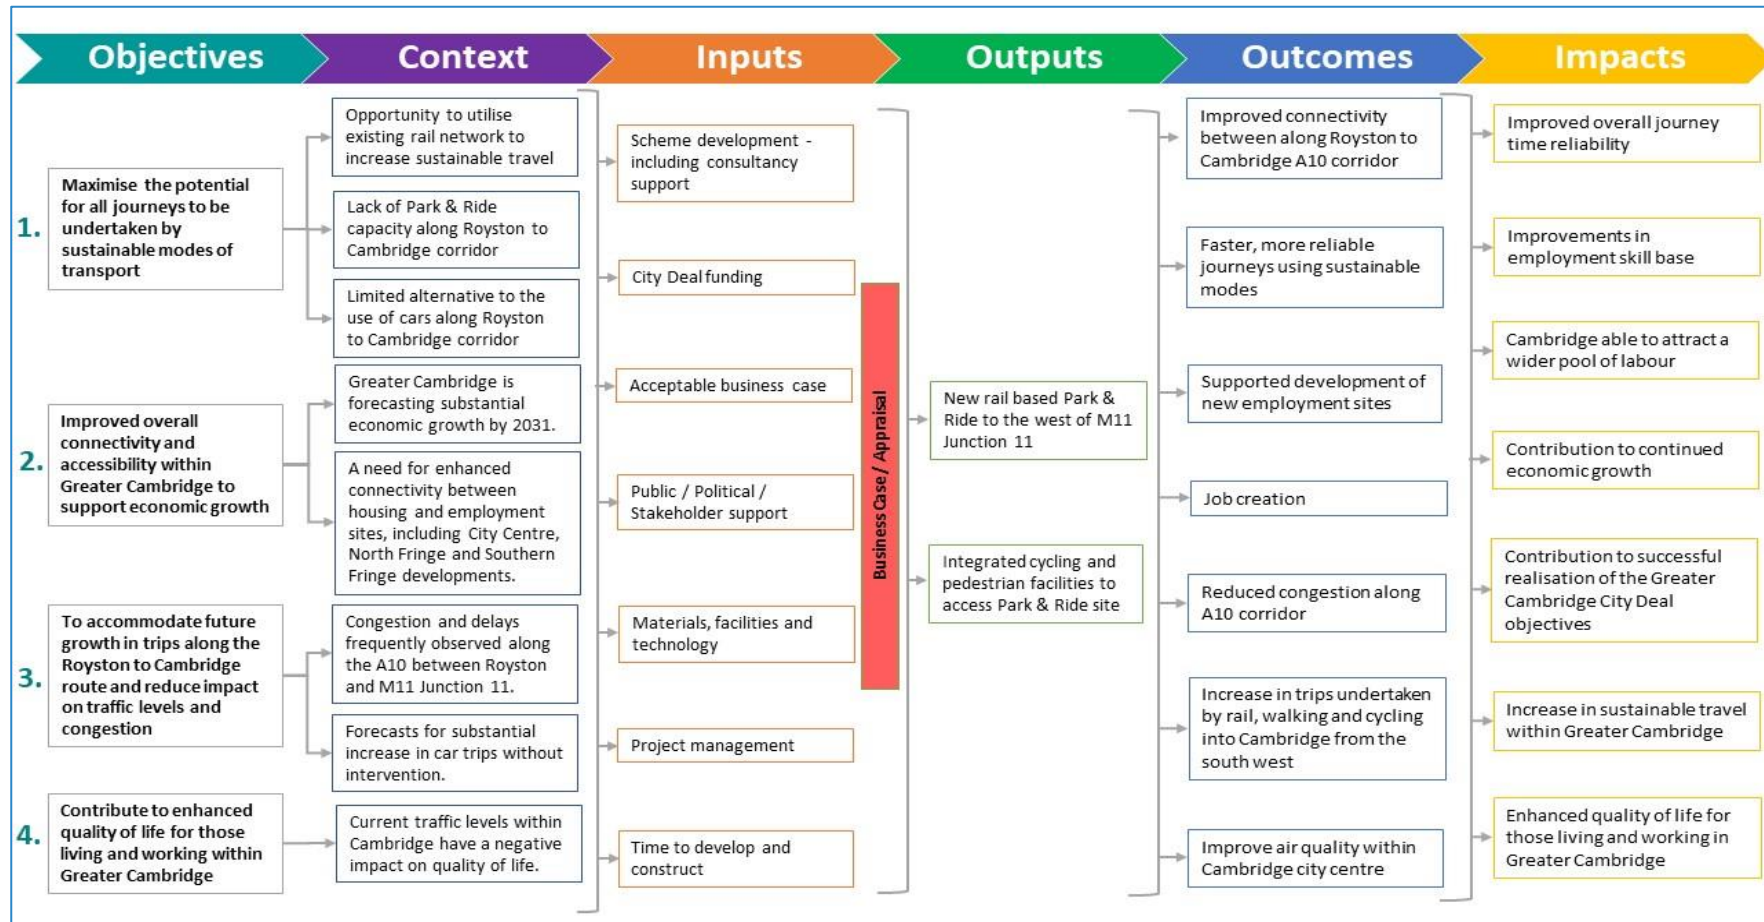 Objectives
Context
Inputs
Outputs
Outcomes
Impacts
1.
Maximise the potential
for all journeys to be
undertaken by
sustainable modes of
transport
2.
Improved overall
connectivity and
accessibility within
Greater Cambridge to
support economic growth
3.
To accommodate future
growth in trips along the
Royston to Cambridge
route and reduce impact
on traffic levels and
congestion
4.
Contribute to enhanced
quality of life for those
living and working within
Greater Cambridge
Opportunity to utilise
existing rail network to
increase sustainable travel
Lack of Park & Ride
capacity along Royston to
Cambridge corridor
Limited alternative to the
use of cars along Royston
to Cambridge corridor
Greater Cambridge is
forecasting substantial
economic growth by 2031.
A need for enhanced
connectivity between
housing and employment
sites, including City Centre,
North Fringe and Southern
Fringe developments.
Congestion and delays
frequently observed along
the A10 between Royston
and M11 Junction 11.
Forecasts for substantial
increase in car trips without
intervention.
Current traffic levels within
Cambridge have a negative
impact on quality of life.
Scheme development -
including consultancy
support
City Deal funding
Acceptable business case
Public / Political /
Stakeholder support
Materials, facilities and
technology
Project management
Time to develop and
construct
Business Case / Appraisal
New rail based Park &
Ride to the west of M11
Junction 11
Integrated cycling and
pedestrian facilities to
access Park & Ride site
Improved connectivity
between along Royston to
Cambridge A10 corridor
Faster, more reliable
journeys using sustainable
modes
Supported development of
new employment sites
Job creation
Reduced congestion along
A10 corridor
Increase in trips undertaken
by rail, walking and cycling
into Cambridge from the
south west
Improve air quality within
Cambridge city centre
Improved overall journey
time reliability
Improvements in
employment skill base
Cambridge able to attract a
wider pool of labour
Contribution to continued
economic growth
Contribution to successful
realisation of the Greater
Cambridge City Deal
objectives
Increase in sustainable travel
within Greater Cambridge
Enhanced quality of life for
those living and working in
Greater Cambridge